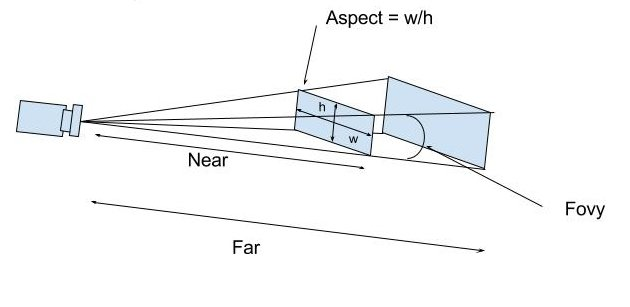 Aspect = w/h
h
w
Near
Fovy
Far